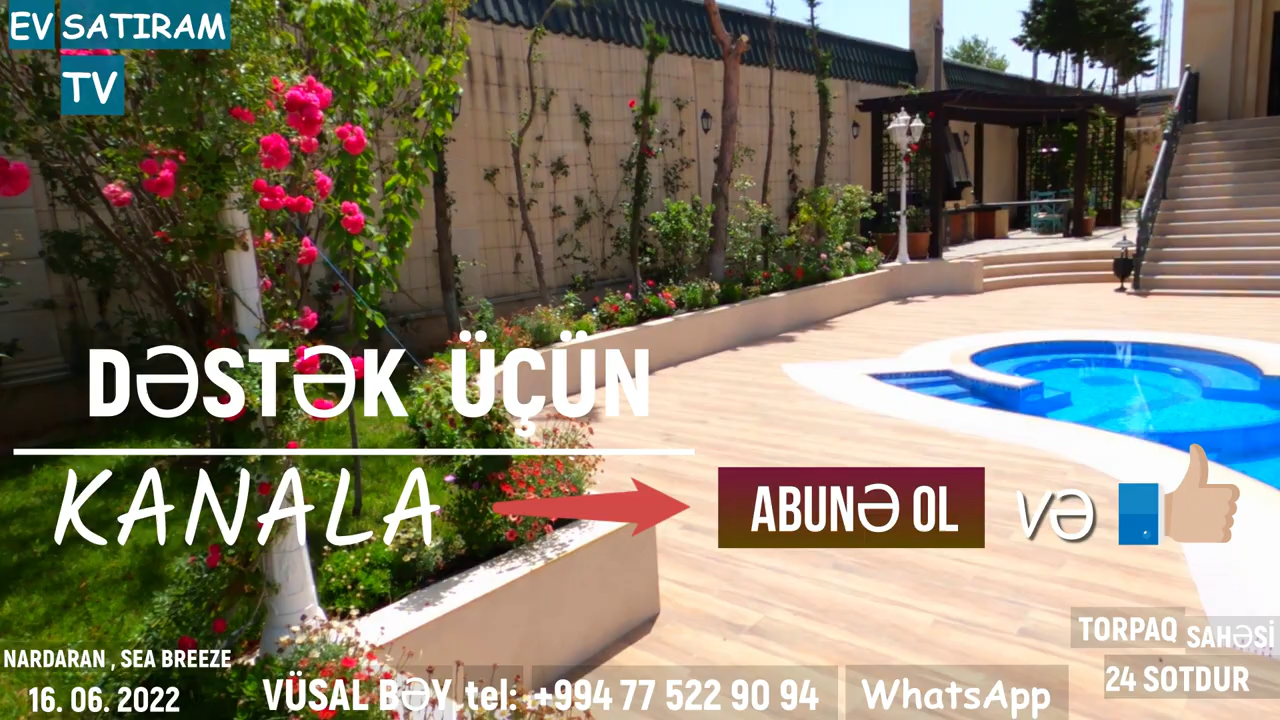 EV SATIRAM
TV
DƏSTƏK ÜÇÜN
KANALA
ABUNƏ OL VƏ
TORPAQ SAHƏSİ
24 SOTDUR
NARDARAN , SEA BREEZE
16. 06. 2022
VÜSAL BƏY tel: +994 77 522 90 94 WhatsApp